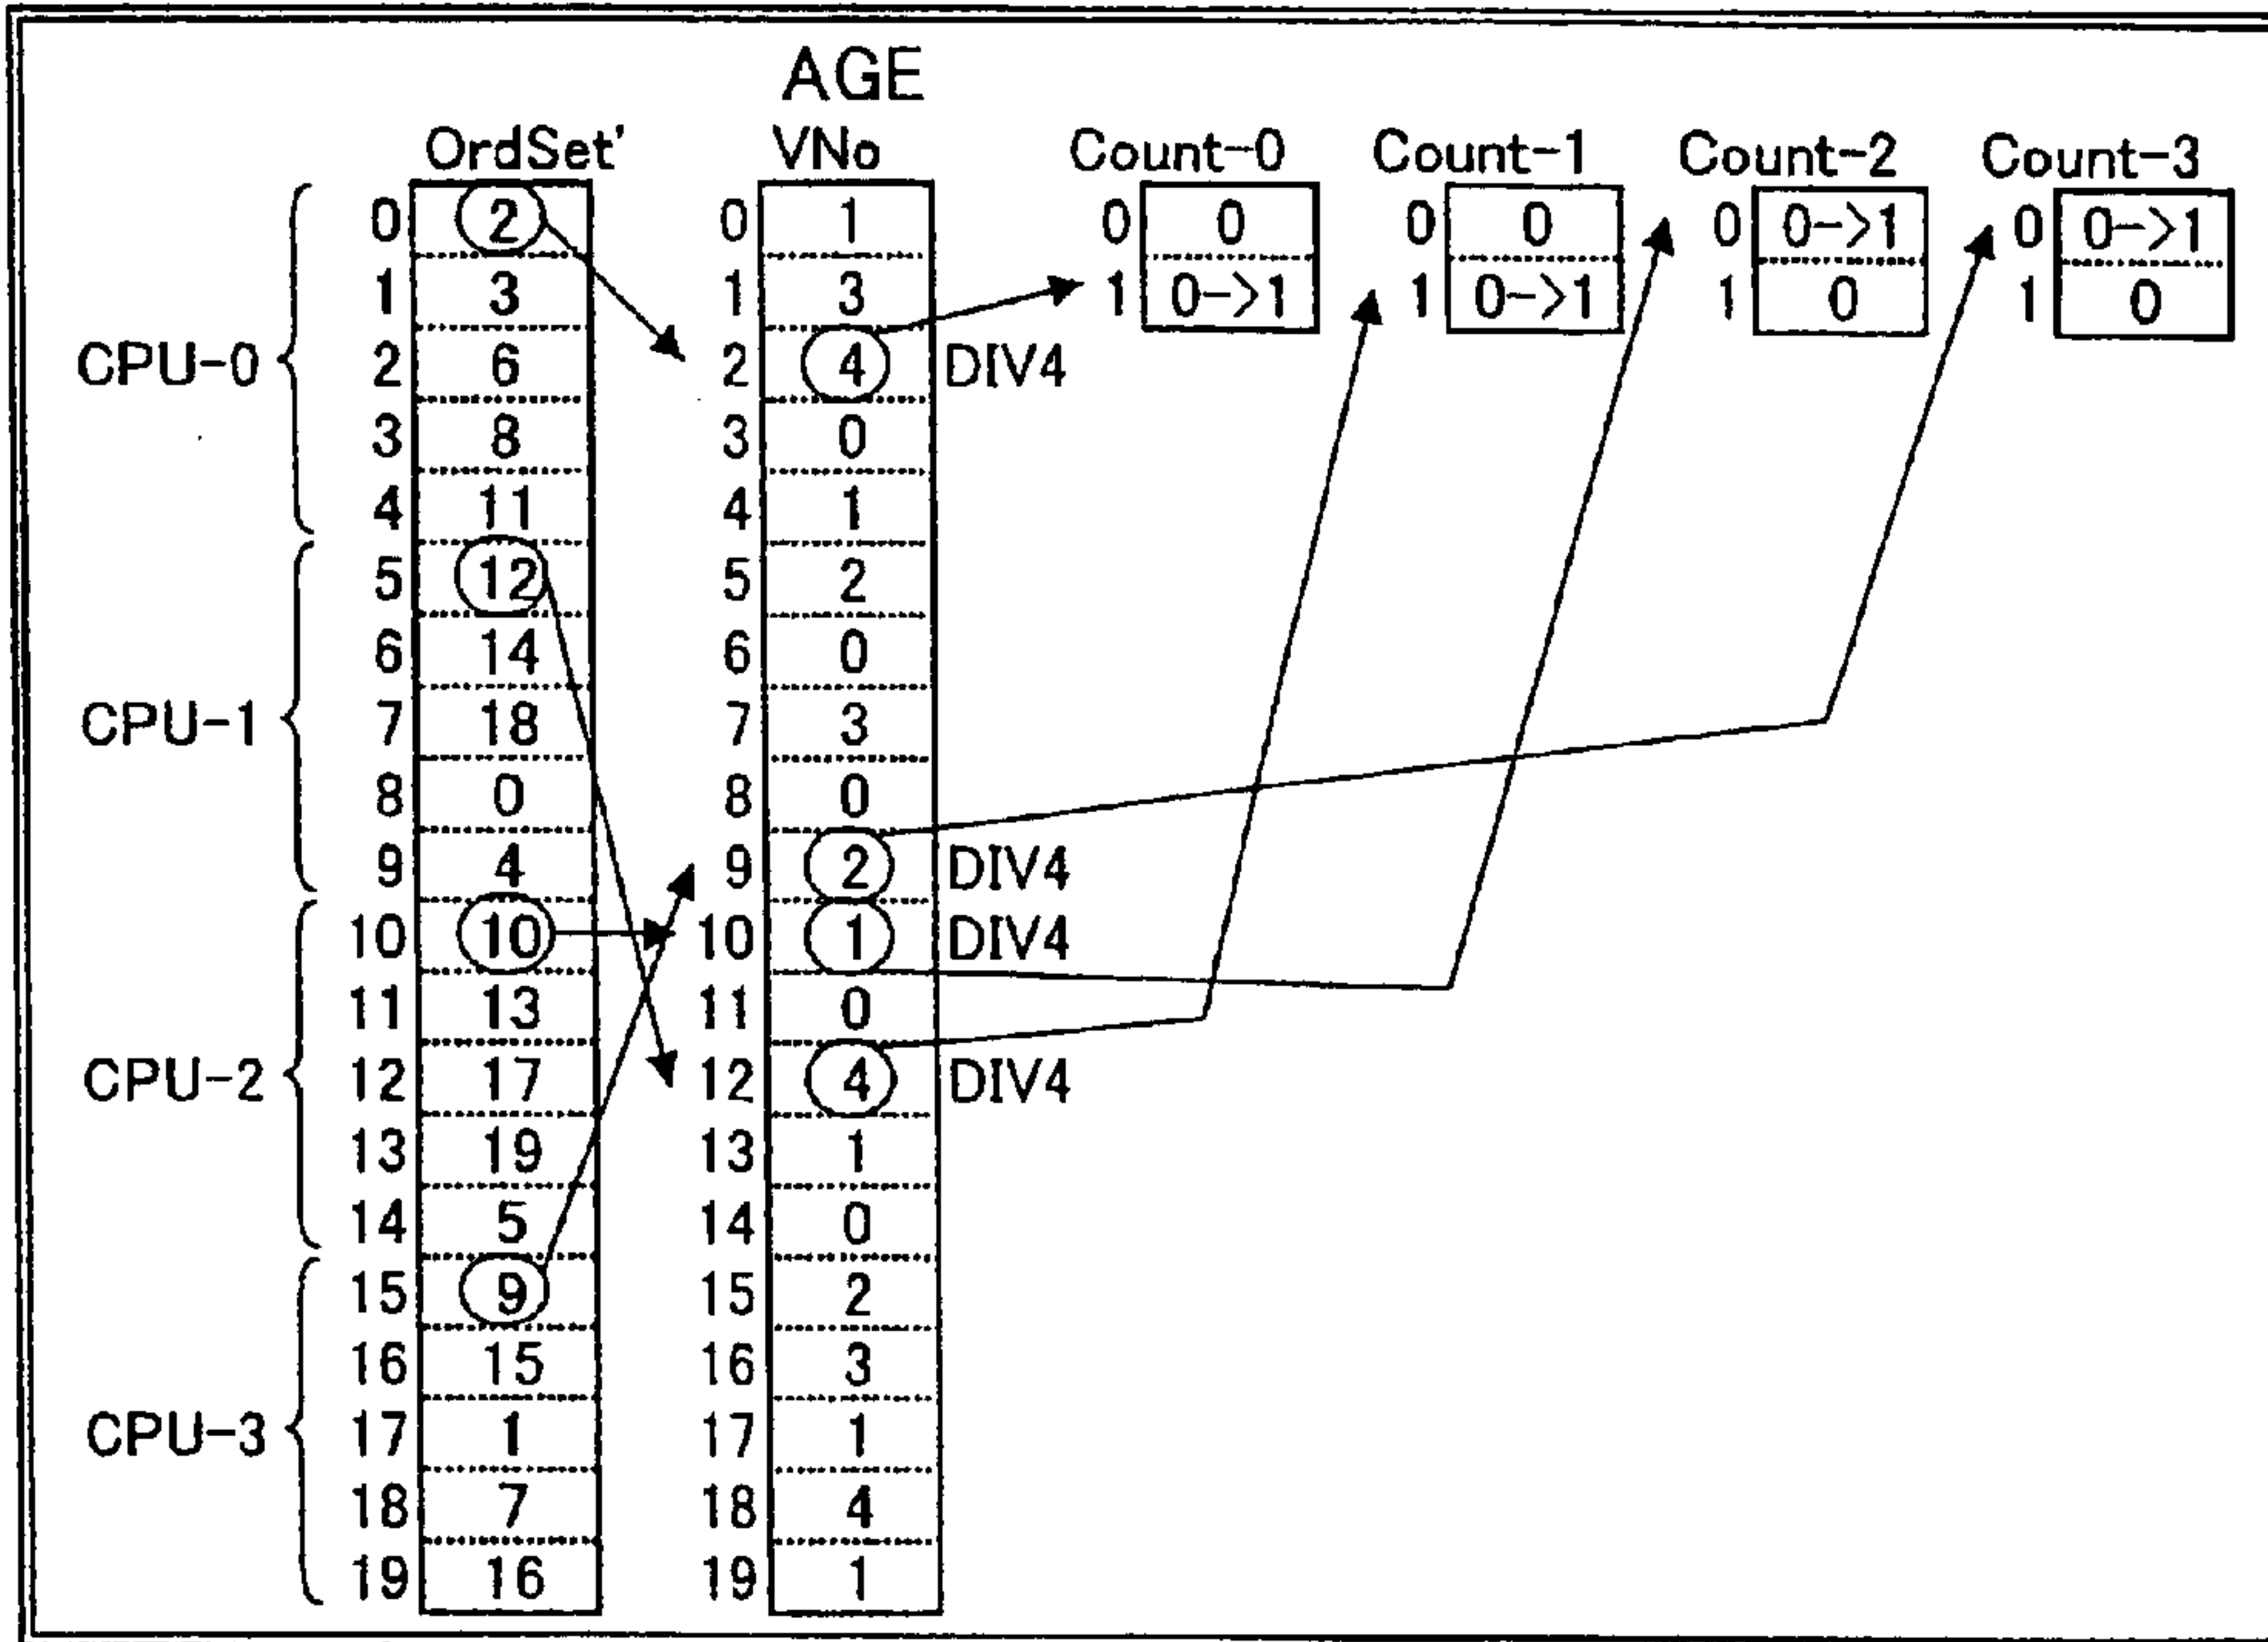 AGE
OrdSet' VNo Count-0 Count-1 Count-2 Count-3
0 2 0 1 0 0 0 0 0 0->1 0 0->1
1 3 1 3 1 0->1 1 0->1 1 0 1 0
CPU-0 2 6 2 4 DIV4
3 8 3 0
4 11 4 1
5 12 5 2
6 14 6 0
CPU-1 7 18 7 3
8 0 8 0
9 4 9 2 DIV4
10 10 10 1 DIV4
11 13 11 0
CPU-2 12 17 12 4 DIV4
13 19 13 1
14 5 14 0
15 9 15 2
16 15 16 3
CPU-3 17 1 17 1
18 7 18 4
19 16 19 1